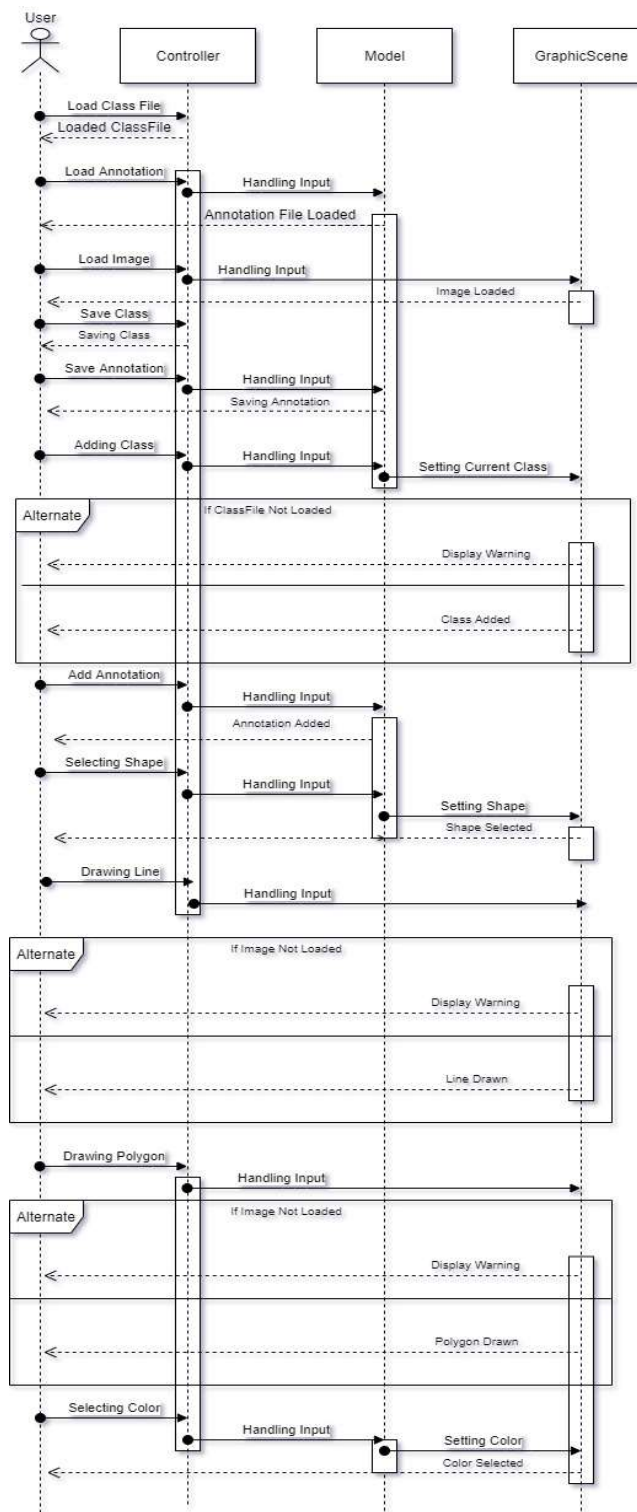 User
Controller
Model
GraphicScene
Load Class File
Loaded ClassFile
Load Annotation
Handling Input
Annotation File Loaded
Load Image
Handling Input
Image Loaded
Save Class
Saving Class
Save Annotation
Handling Input
Saving Annotation
Adding Class
Handling Input
Setting Current Class
Alternate
If ClassFile Not Loaded
Display Warning
Class Added
Add Annotation
Handling Input
Annotation Added
Selecting Shape
Handling Input
Setting Shape
Shape Selected
Drawing Line
Handling Input
Alternate
If Image Not Loaded
Display Warning
Line Drawn
Drawing Polygon
Handling Input
Alternate
If Image Not Loaded
Display Warning
Polygon Drawn
Selecting Color
Handling Input
Setting Color
Color Selected